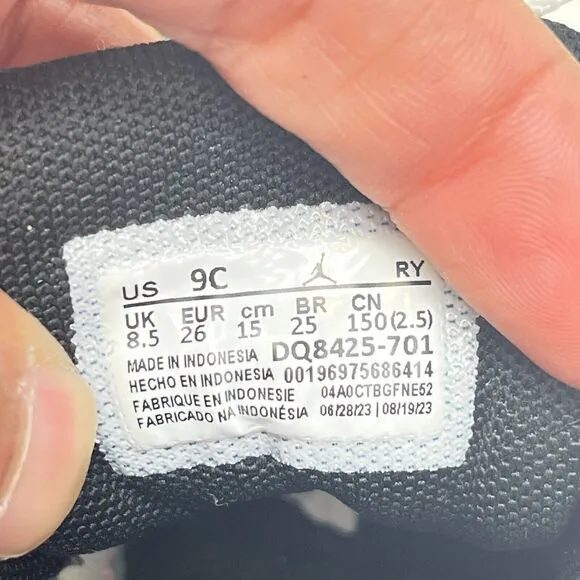 US 9C RY
UK EUR cm BR CN
8.5 26 15 25 150(2.5)
MADE IN INDONESIA DQ8425-701
HECHO EN INDONESIA 00196975686414
FABRIQUE EN INDONESIE 04A0CTBGFNE52
FABRICADO NA INDONÉSIA 06/28/23 | 08/19/23